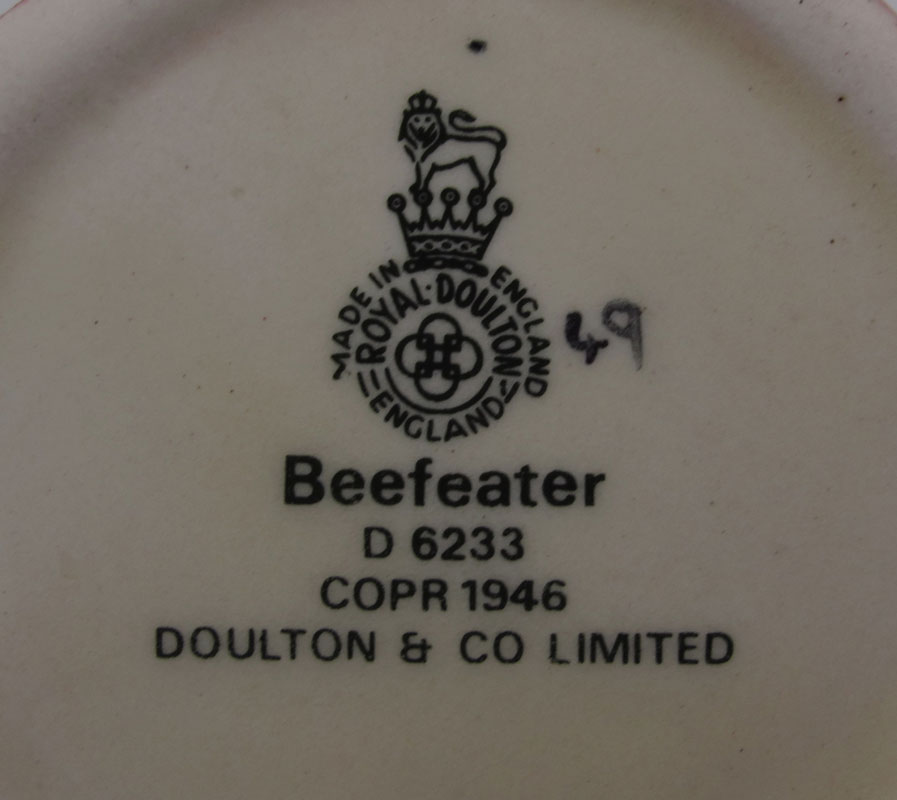 MADE IN ENGLAND
ROYAL·DOULTON
ENGLAND
49
Beefeater
D 6233
COPR 1946
DOULTON & CO LIMITED